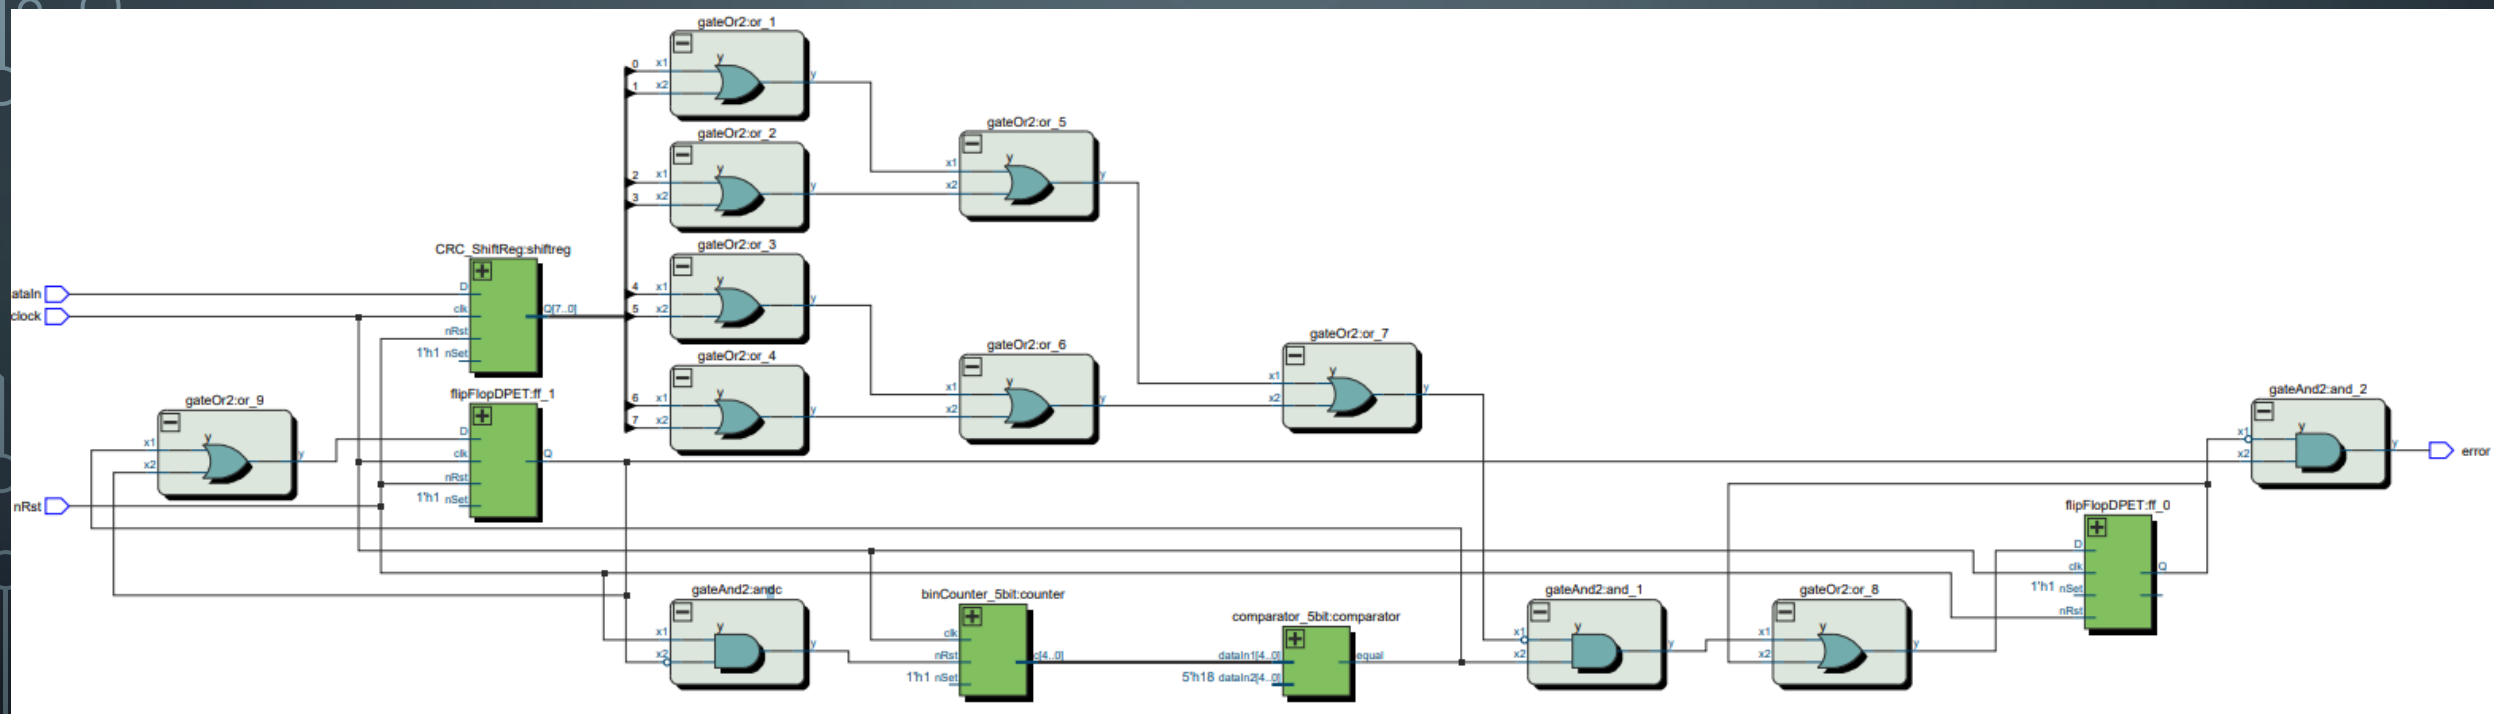 gateOr2:or_1
y
0 x1
1 x2
y
gateOr2:or_2
y
2 x1
3 x2
y
gateOr2:or_3
y
4 x1
5 x2
y
gateOr2:or_4
y
6 x1
7 x2
y
gateOr2:or_5
y
x1
x2
y
gateOr2:or_6
y
x1
x2
y
gateOr2:or_7
y
x1
x2
y
CRC_ShiftReg:shiftreg
D
clk
nRst
1'h1 nSet
Q[7..0]
ataIn
clock
nRst
gateOr2:or_9
y
x1
x2
y
flipFlopDPET:ff_1
D
clk
nRst
1'h1 nSet
Q
gateAnd2:andc
y
x1
x2
y
binCounter_5bit:counter
clk
nRst
1'h1 nSet
c[4..0]
comparator_5bit:comparator
dataIn1[4..0]
5'h18 dataIn2[4..0]
equal
gateAnd2:and_1
y
x1
x2
y
gateOr2:or_8
y
x1
x2
y
flipFlopDPET:ff_0
D
clk
1'h1 nSet
nRst
Q
gateAnd2:and_2
y
x1
x2
y
error